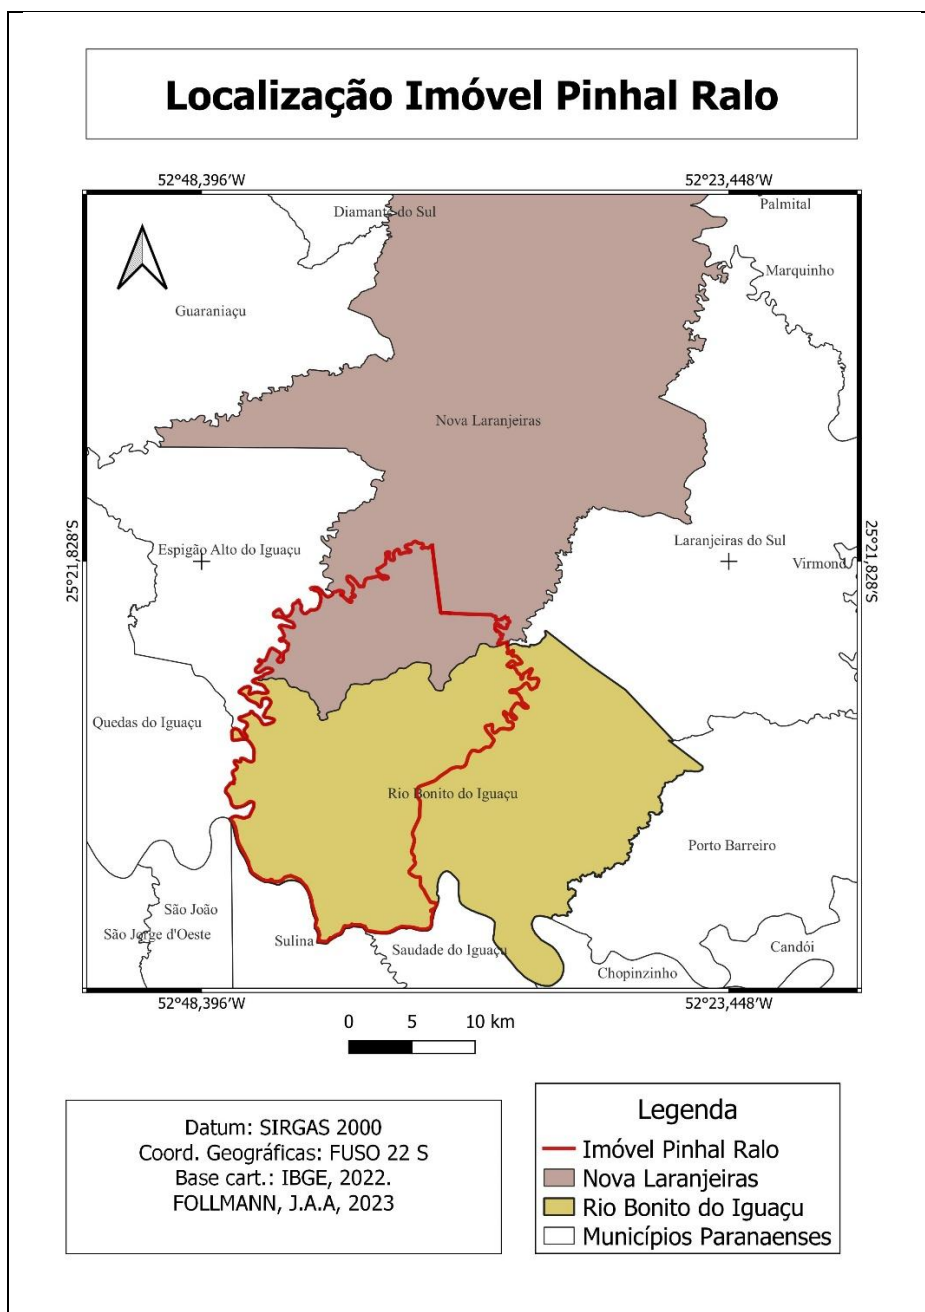 Localização Imóvel Pinhal Ralo
52°48,396'W
52°23,448'W
Diamante do Sul
Palmital
Marquinho
Guaraniaçu
Nova Laranjeiras
Espigão Alto do Iguaçu
Laranjeiras do Sul
Virmond
25°21,828'S
25°21,828'S
Quedas do Iguaçu
Rio Bonito do Iguaçu
Porto Barreiro
São João
São Jorge d'Oeste
Sulina
Saudade do Iguaçu
Candói
Chopinzinho
52°48,396'W
52°23,448'W
0 5 10 km
Datum: SIRGAS 2000
Coord. Geográficas: FUSO 22 S
Base cart.: IBGE, 2022.
FOLLMANN, J.A.A, 2023
Legenda
Imóvel Pinhal Ralo
Nova Laranjeiras
Rio Bonito do Iguaçu
Municípios Paranaenses